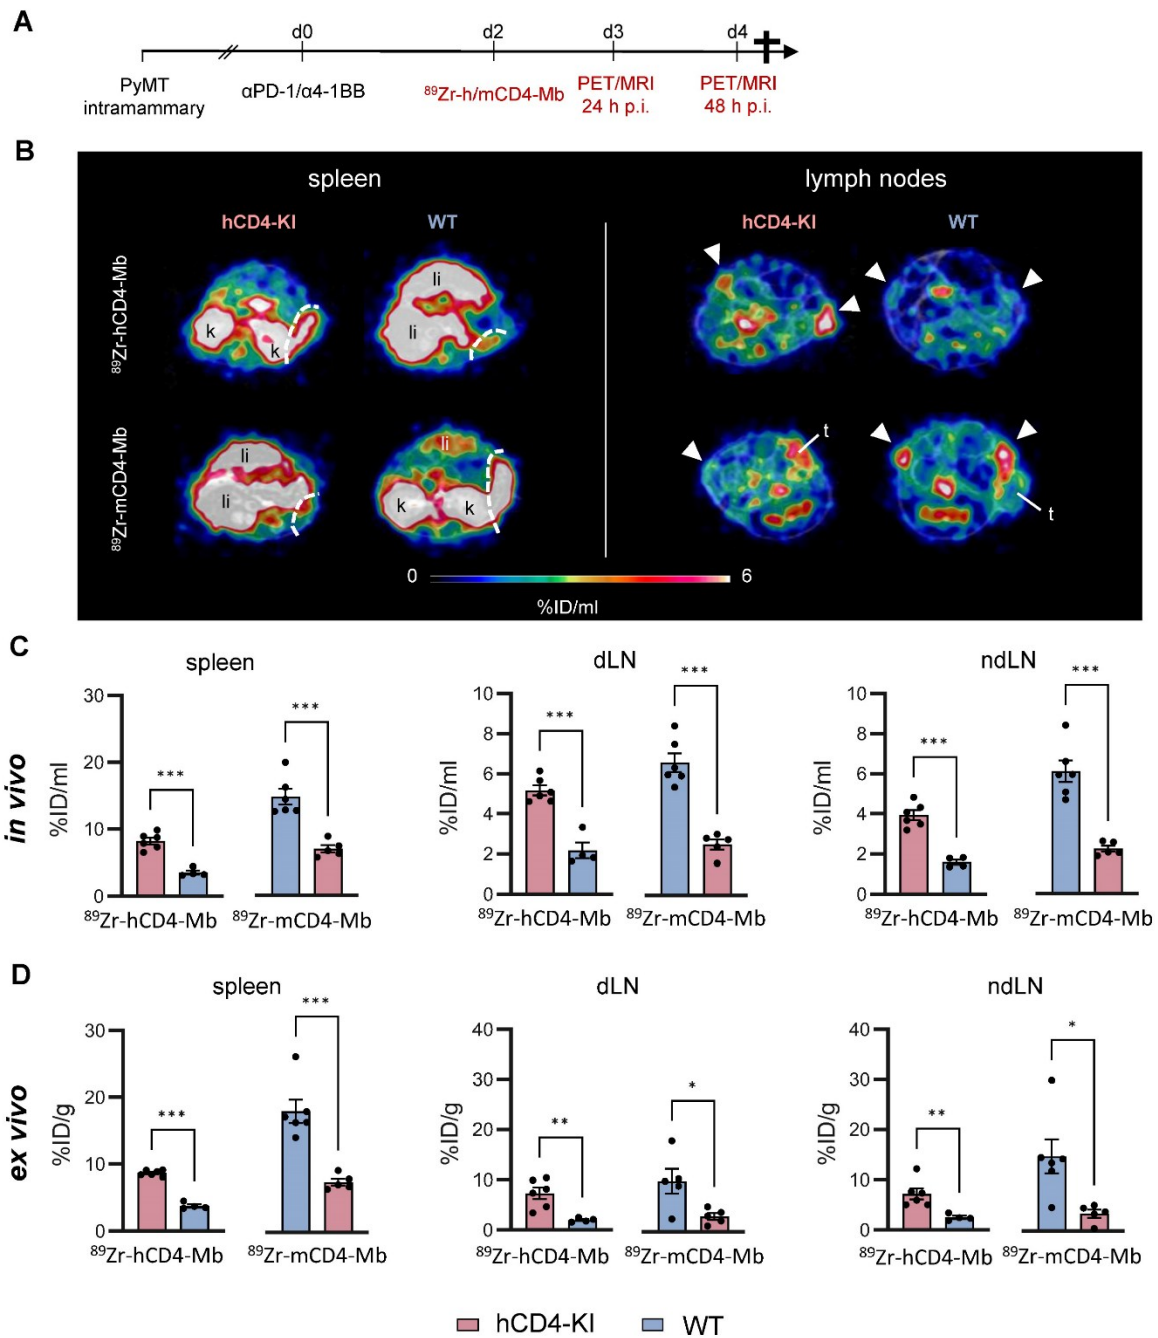 A
d0
d2
d3
d4
PyMT
intramammary
αPD-1/α4-1BB
⁸⁹Zr-h/mCD4-Mb
PET/MRI
24 h p.i.
PET/MRI
48 h p.i.
B
spleen
lymph nodes
hCD4-KI
WT
hCD4-KI
WT
⁸⁹Zr-hCD4-Mb
k
k
li
li
⁸⁹Zr-mCD4-Mb
li
li
li
k
k
t
t
0
6
%ID/ml
C
in vivo
spleen
%ID/ml
30
20
10
0
***
***
⁸⁹Zr-hCD4-Mb
⁸⁹Zr-mCD4-Mb
dLN
%ID/ml
10
8
6
4
2
0
***
***
⁸⁹Zr-hCD4-Mb
⁸⁹Zr-mCD4-Mb
ndLN
%ID/ml
10
8
6
4
2
0
***
***
⁸⁹Zr-hCD4-Mb
⁸⁹Zr-mCD4-Mb
D
ex vivo
spleen
%ID/g
30
20
10
0
***
***
⁸⁹Zr-hCD4-Mb
⁸⁹Zr-mCD4-Mb
dLN
%ID/g
40
30
20
10
0
**
*
⁸⁹Zr-hCD4-Mb
⁸⁹Zr-mCD4-Mb
ndLN
%ID/g
40
30
20
10
0
**
*
⁸⁹Zr-hCD4-Mb
⁸⁹Zr-mCD4-Mb
hCD4-KI
WT